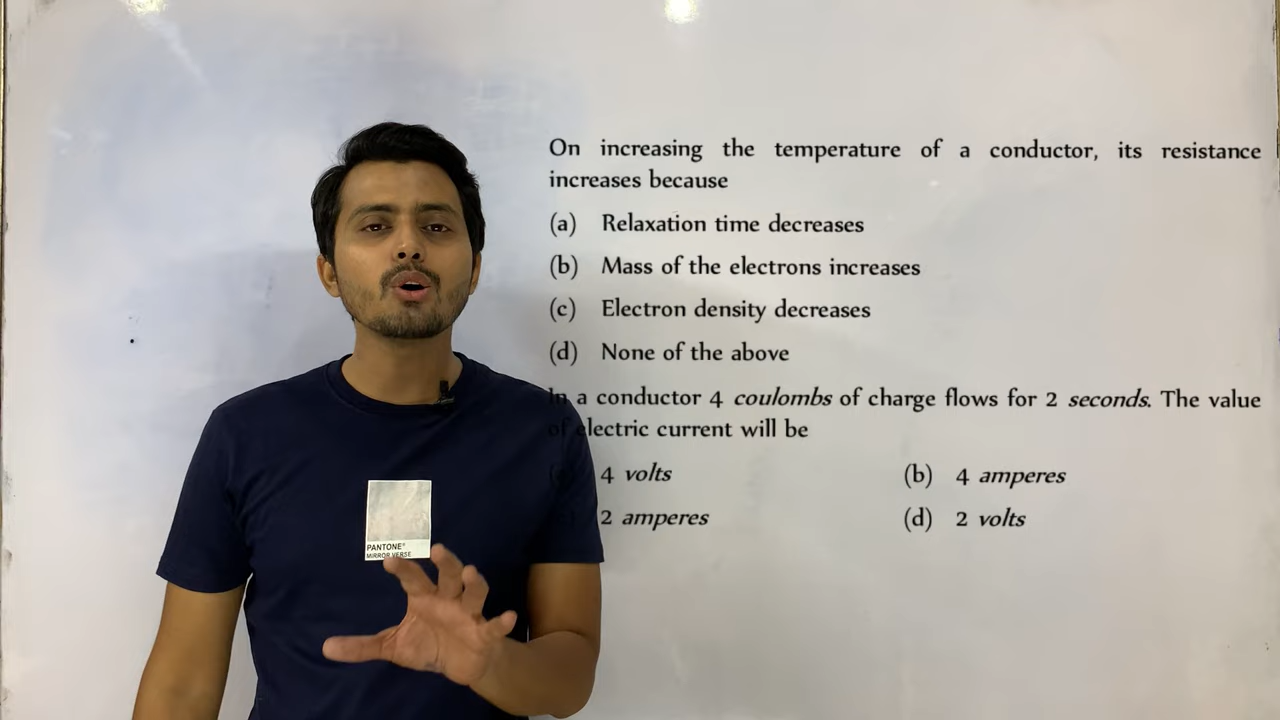 On increasing the temperature of a conductor, its resistance
increases because
(a) Relaxation time decreases
(b) Mass of the electrons increases
(c) Electron density decreases
(d) None of the above
In a conductor 4 coulombs of charge flows for 2 seconds. The value
of electric current will be
4 volts (b) 4 amperes
2 amperes (d) 2 volts
PANTONE®
MIRROR VERSE